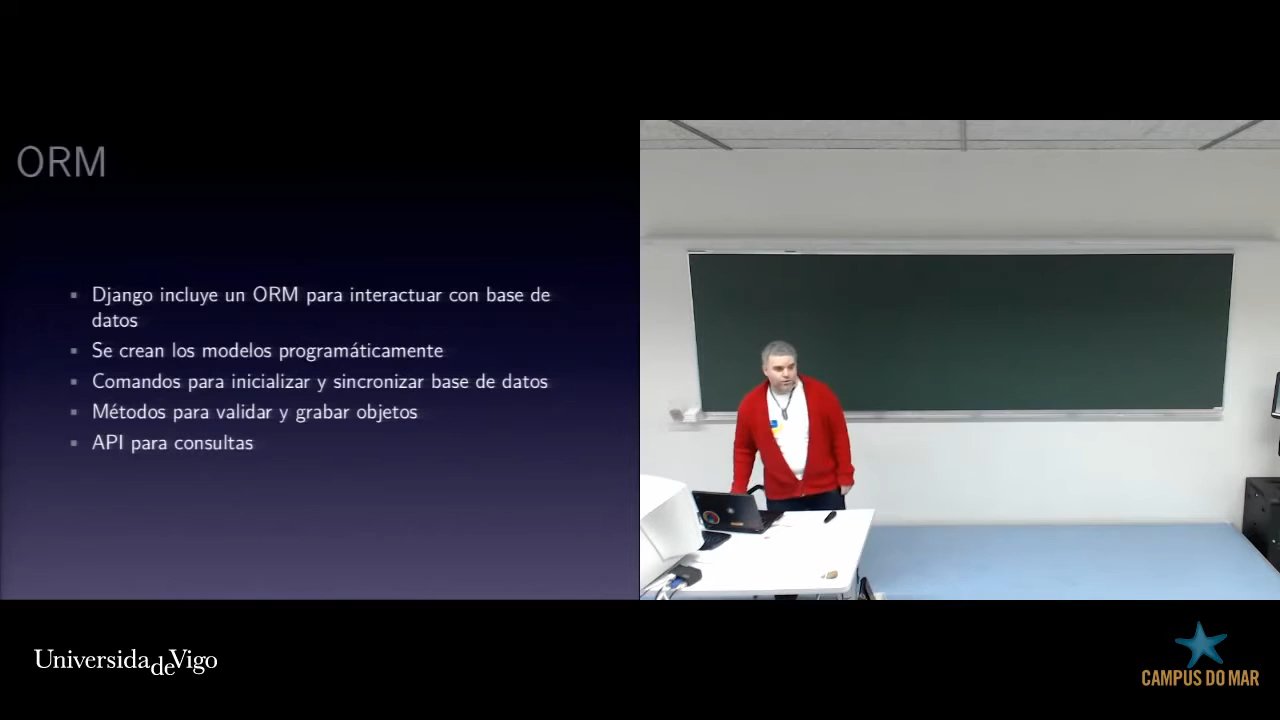 ORM
Django incluye un ORM para interactuar con base de
datos
Se crean los modelos programáticamente
Comandos para inicializar y sincronizar base de datos
Métodos para validar y grabar objetos
API para consultas
UniversidadeVigo
CAMPUS DO MAR